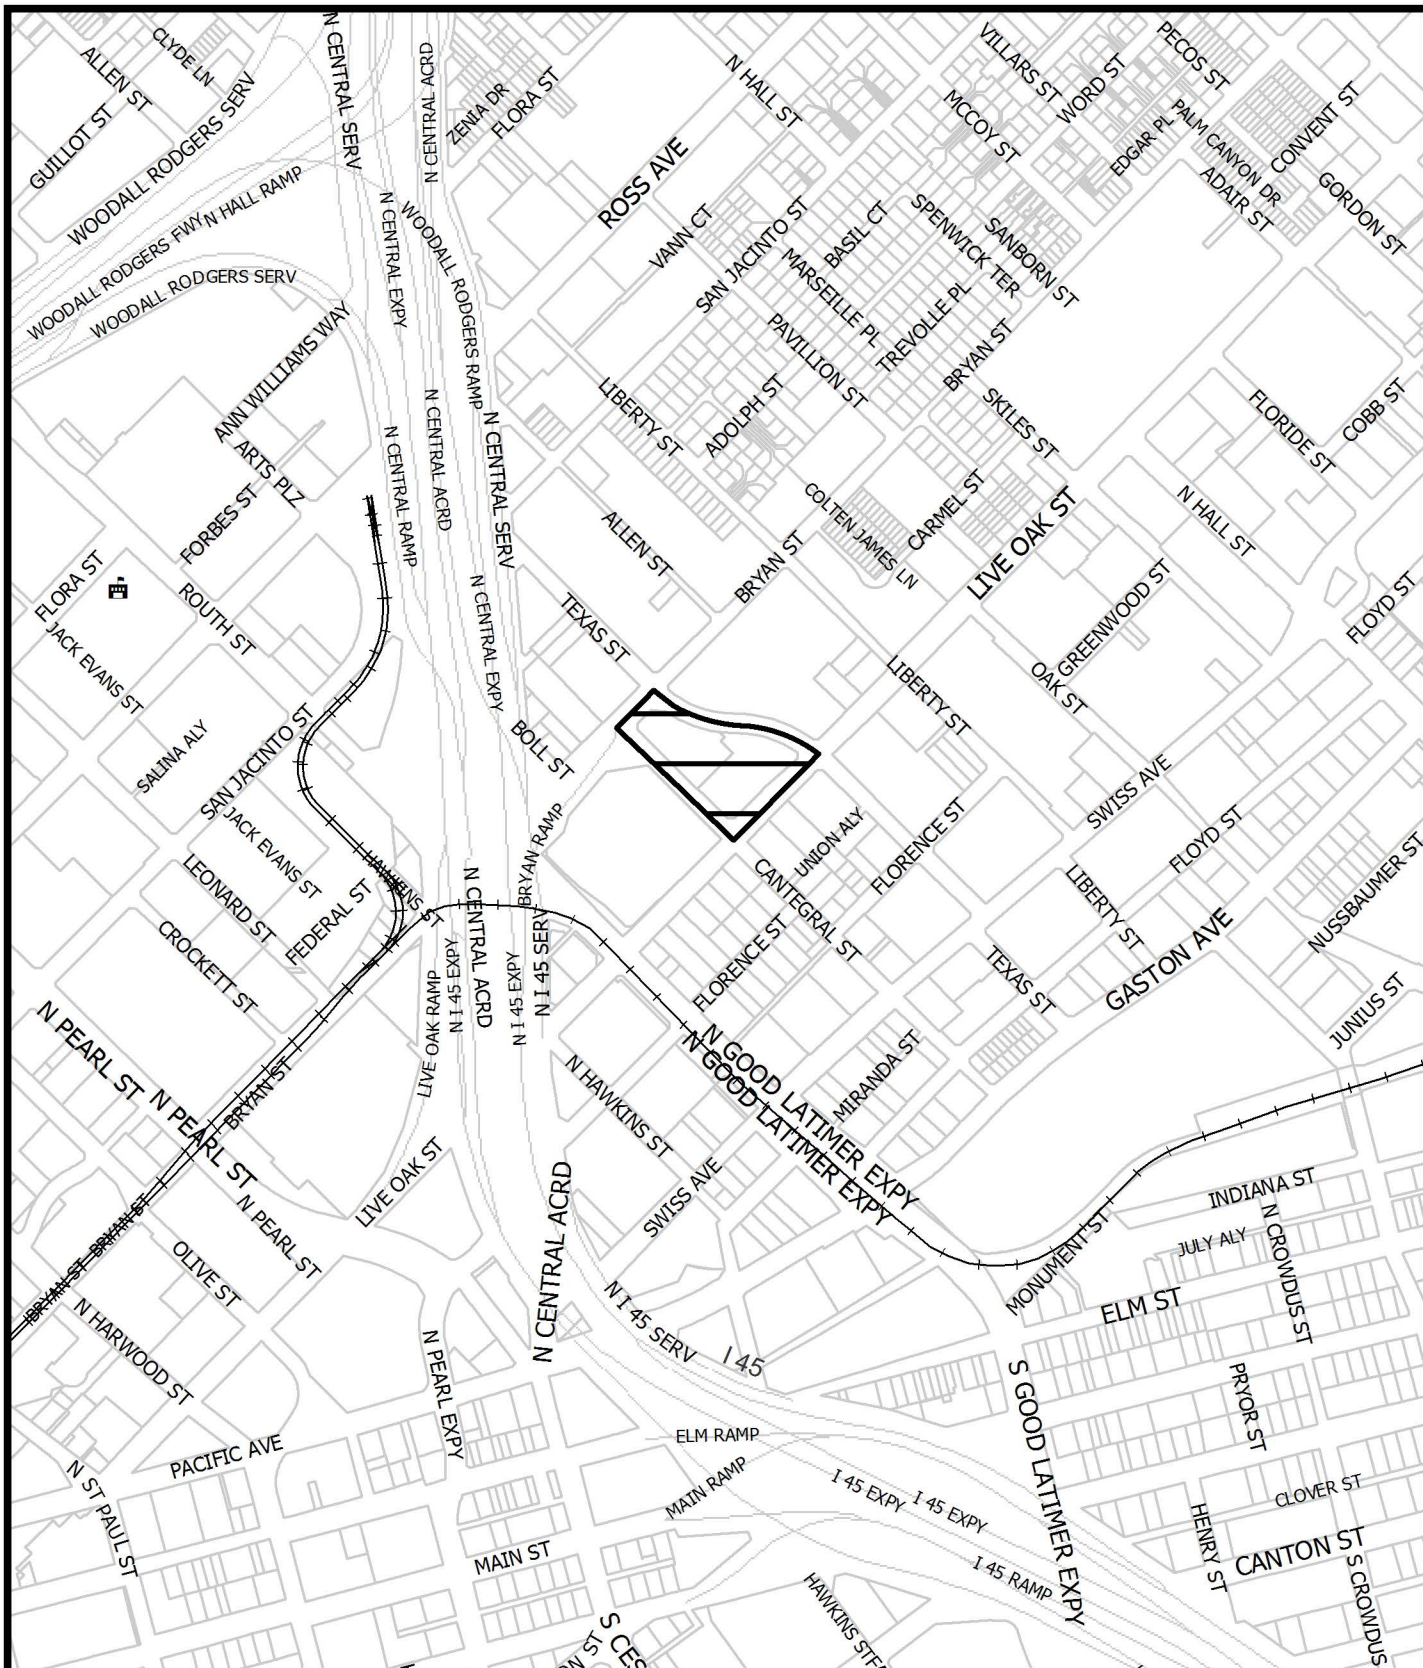 CLYDE LN
ALLEN ST
GUILLOT ST
WOODALL RODGERS SERV
N CENTRAL SERV
N CENTRAL ACRD
ZENIA DR
FLORA ST
N HALL ST
VILLARS ST
WORD ST
PECOS ST
MCCOY ST
EDGAR PL
PALM CANYON DR
CONVENT ST
ADAIR ST
GORDON ST
ROSS AVE
N HALL RAMP
WOODALL RODGERS FWY
WOODALL RODGERS SERV
N CENTRAL EXPY
WOODALL RODGERS RAMP
VANN CT
SAN JACINTO ST
BASIL CT
MARSEILLE PL
SPENWICK TER
SANBORN ST
TREVOLLE PL
PAVILLION ST
BRYAN ST
ANN WILLIAMS WAY
ARTS PLZ
FORBES ST
N CENTRAL RAMP
N CENTRAL ACRD
N CENTRAL SERV
LIBERTY ST
ADOLPH ST
SKILES ST
FLORIDE ST
COBB ST
COLTEN JAMES LN
CARMEL ST
LIVE OAK ST
N HALL ST
ALLEN ST
BRYAN ST
GREENWOOD ST
FLOYD ST
FLORA ST
ROUTH ST
JACK EVANS ST
N CENTRAL EXPY
TEXAS ST
LIBERTY ST
OAK ST
BOLL ST
SALINA ALY
SAN JACINTO ST
JACK EVANS ST
SWISS AVE
BRYAN RAMP
UNION ALY
FLORENCE ST
FLOYD ST
NUSSBAUMER ST
LEONARD ST
HAWKINS ST
FEDERAL ST
CROCKETT ST
N CENTRAL ACRD
CANTEGRAL ST
LIBERTY ST
GASTON AVE
FLORENCE ST
TEXAS ST
JUNIUS ST
LIVE OAK RAMP
N I 45 EXPY
N I 45 EXPY
N I 45 SERV
N PEARL ST
N PEARL ST
BRYAN ST
N HAWKINS ST
N GOOD LATIMER EXPY
N GOOD LATIMER EXPY
MIRANDA ST
LIVE OAK ST
SWISS AVE
N CENTRAL ACRD
BRYAN ST
BRYAN ST
N PEARL ST
OLIVE ST
N HARWOOD ST
INDIANA ST
N CROWDUS ST
JULY ALY
MONUMENT ST
ELM ST
N I 45 SERV
I 45
N PEARL EXPY
PACIFIC AVE
N ST PAUL ST
ELM RAMP
MAIN RAMP
MAIN ST
I 45 EXPY
I 45 EXPY
I 45 RAMP
S GOOD LATIMER EXPY
PRYOR ST
CLOVER ST
HENRY ST
CANTON ST
S CROWDUS
S CES
ON ST